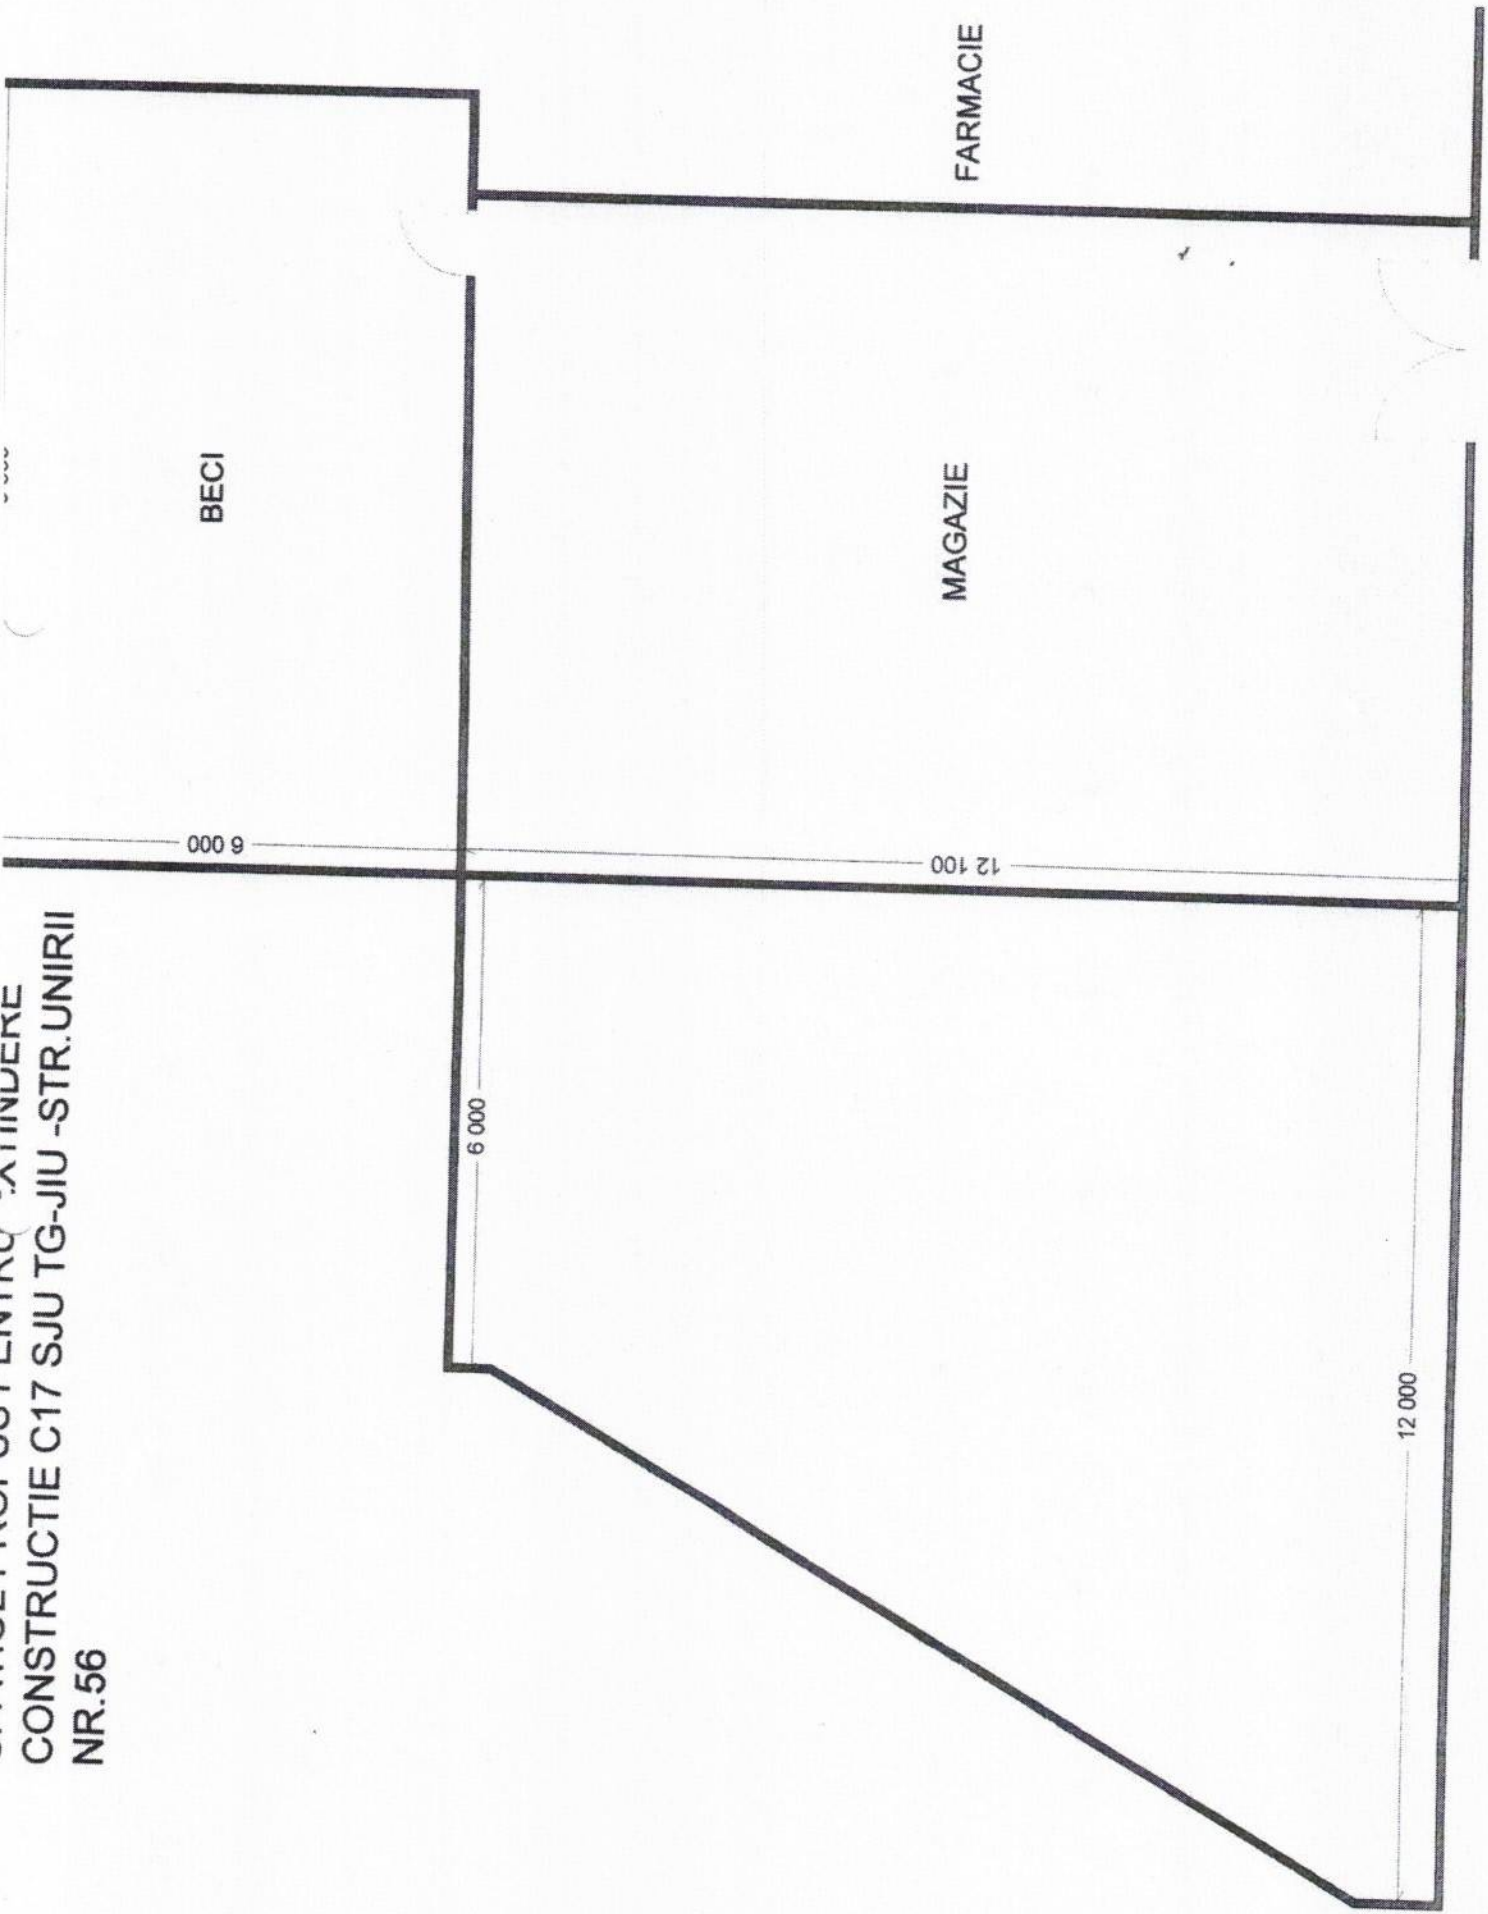 CONSTRUCTIE C17 SJU TG-JIU -STR.UNIRII
NR.56
BECI
6 000
FARMACIE
MAGAZIE
12 100
6 000
12 000